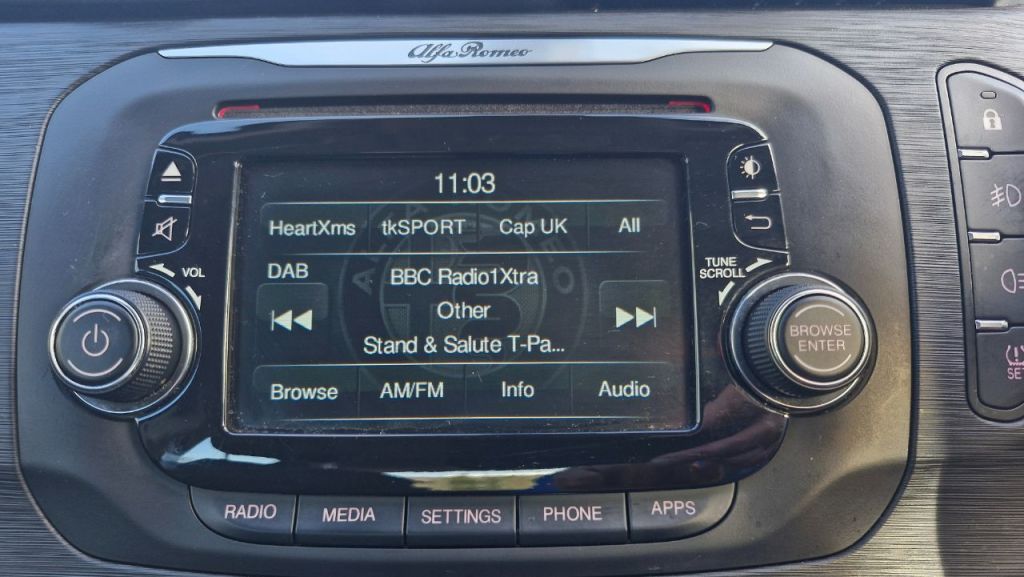 Alfa Romeo
11:03
HeartXms tkSPORT Cap UK All
DAB
BBC Radio1Xtra
Other
Stand & Salute T-Pa...
Browse AM/FM Info Audio
VOL
TUNE
SCROLL
BROWSE
ENTER
RADIO MEDIA SETTINGS PHONE APPS
SET